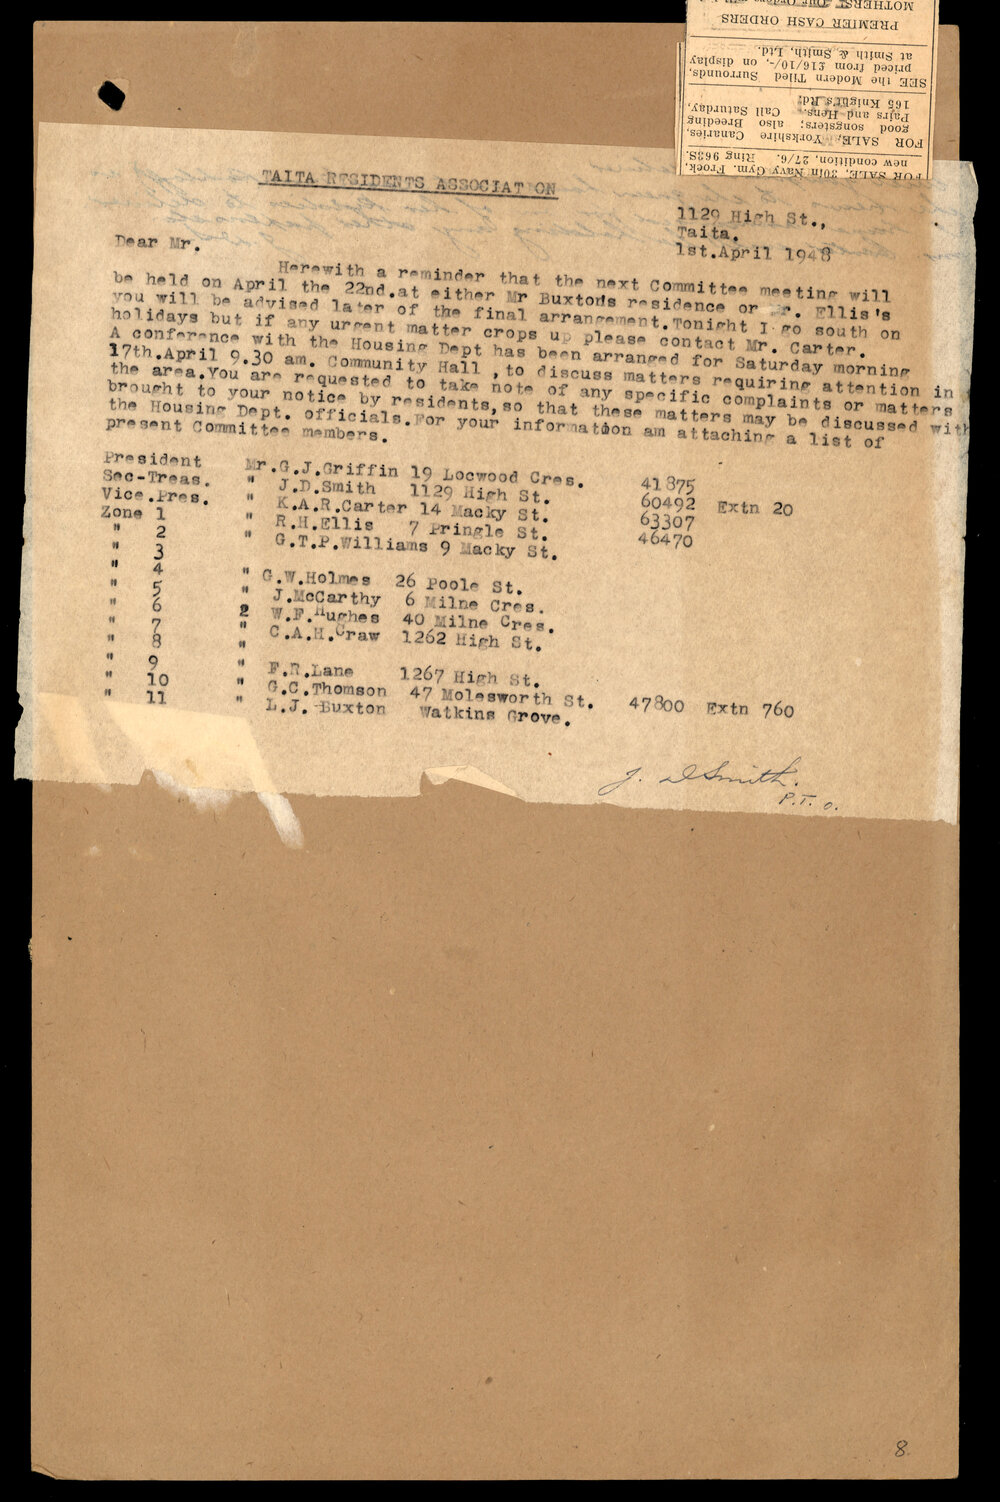 MOTHERS!
PREMIER CASH ORDERS
SEE the Modern Tiled Surrounds,
priced from £16/10/-, on display
at Smith & Smith, Ltd.
FOR SALE, Yorkshire Canaries,
good songsters; also Breeding
Pairs and Hens. Call Saturday,
165 Knights Rd.
FOR SALE, 30in Navy Gym. Frock,
new condition, 27/6. Ring 963S.
TAITA RESIDENTS ASSOCIATION
1129 High St.,
Taita.
1st.April 1948
Dear Mr.
Herewith a reminder that the next Committee meeting will
be held on April the 22nd.at either Mr Buxtons residence or Mr. Ellis's
you will be advised later of the final arrangement.Tonight I go south on
holidays but if any urgent matter crops up please contact Mr. Carter.
A conference with the Housing Dept has been arranged for Saturday morning
17th.April 9.30 am. Community Hall ,to discuss matters requiring attention in
the area.You are requested to take note of any specific complaints or matters
brought to your notice by residents,so that these matters may be discussed with
the Housing Dept. officials.For your information am attaching a list of
present Committee members.
President Mr.G.J.Griffin 19 Locwood Cres. 41875
Sec-Treas. " J.D.Smith 1129 High St. 60492 Extn 20
Vice.Pres. " K.A.R.Carter 14 Macky St. 63307
Zone 1 " R.H.Ellis 7 Pringle St. 46470
" 2 " G.T.P.Williams 9 Macky St.
" 3
" 4 " G.W.Holmes 26 Poole St.
" 5 " J.McCarthy 6 Milne Cres.
" 6 2 W.F.Hughes 40 Milne Cres.
" 7 " C.A.H.Craw 1262 High St.
" 8 "
" 9 " F.R.Lane 1267 High St.
" 10 " G.C.Thomson 47 Molesworth St. 47800 Extn 760
" 11 " L.J.-Buxton Watkins Grove.
J. D Smith.
P.T.O.
8